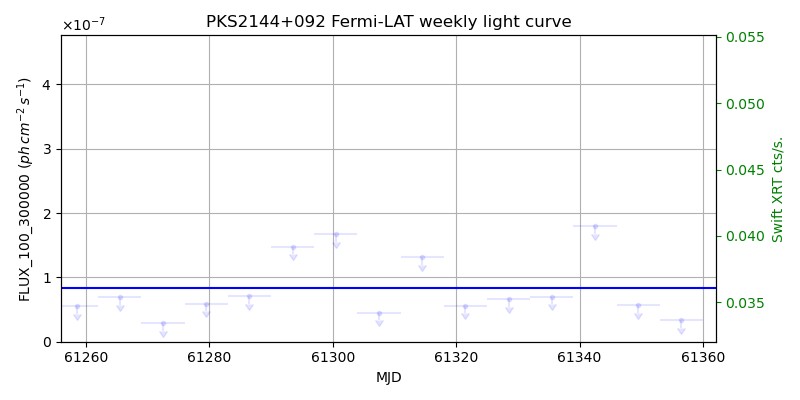 PKS2144+092 Fermi-LAT weekly light curve
×10⁻⁷
FLUX_100_300000 (ph cm⁻² s⁻¹)
4
3
2
1
0
0.055
0.050
0.045
0.040
0.035
Swift XRT cts/s.
61260 61280 61300 61320 61340 61360
MJD